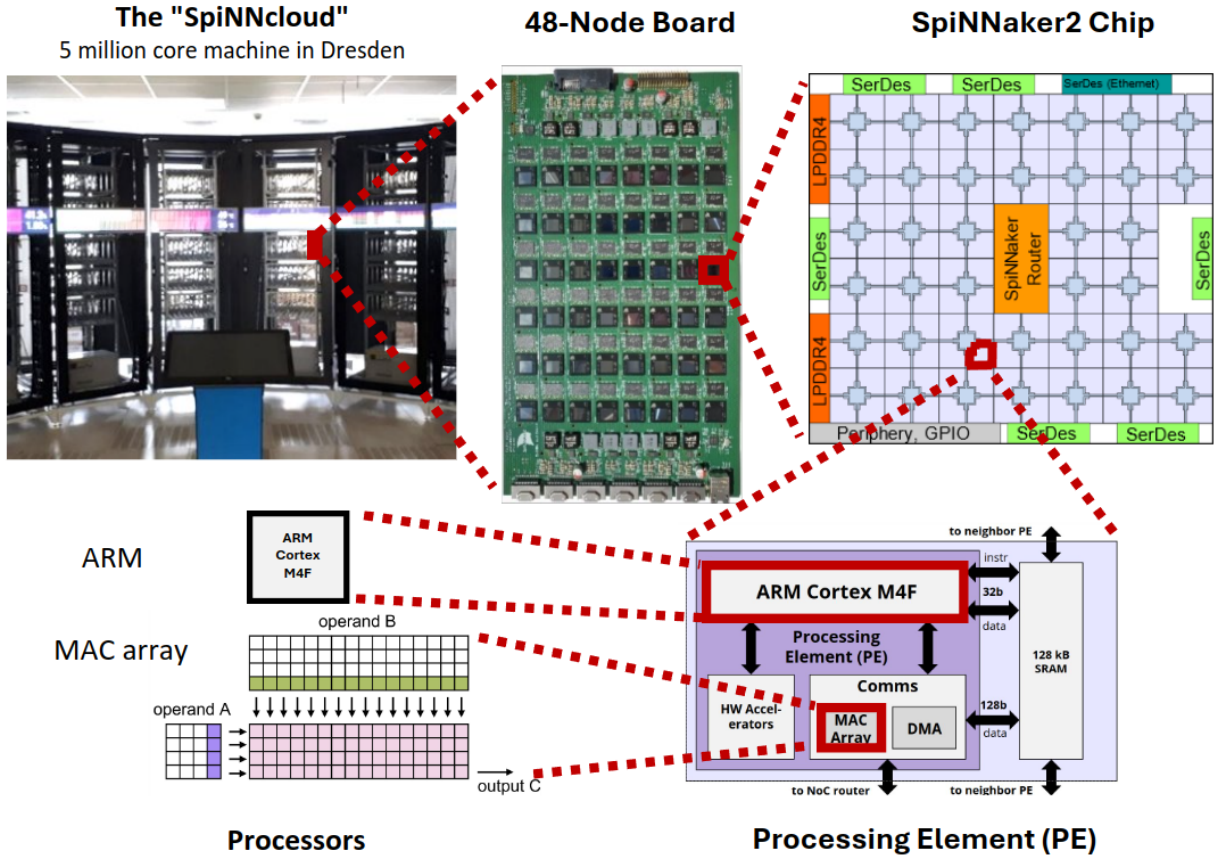 The "SpiNNcloud"
5 million core machine in Dresden
48-Node Board
SpiNNaker2 Chip
SerDes
SerDes
SerDes (Ethernet)
LPDDR4
SerDes
SpiNNaker
Router
SerDes
LPDDR4
Periphery, GPIO
SerDes
SerDes
ARM
ARM
Cortex
M4F
MAC array
operand B
operand A
output C
Processors
to neighbor PE
ARM Cortex M4F
instr
32b
data
Processing
Element (PE)
128 kB
SRAM
HW Accel-
erators
Comms
MAC
Array
DMA
128b
data
to NoC router
to neighbor PE
Processing Element (PE)